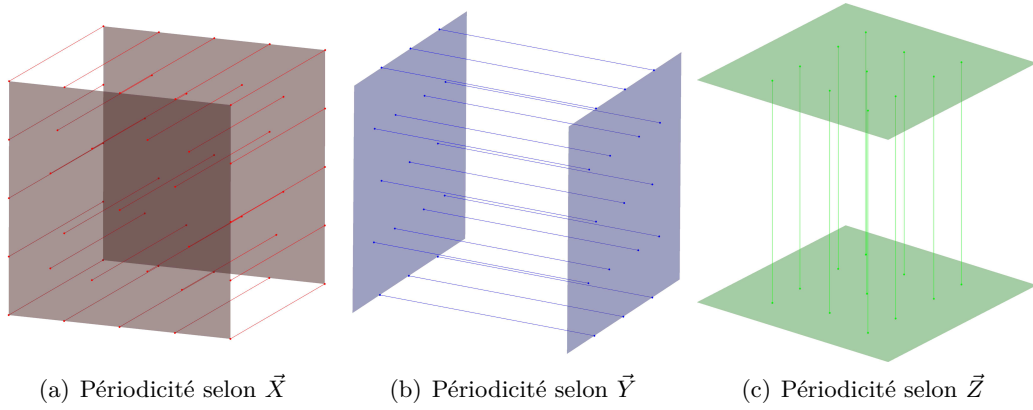 (a) Périodicité selon $\vec{X}$
(b) Périodicité selon $\vec{Y}$
(c) Périodicité selon $\vec{Z}$